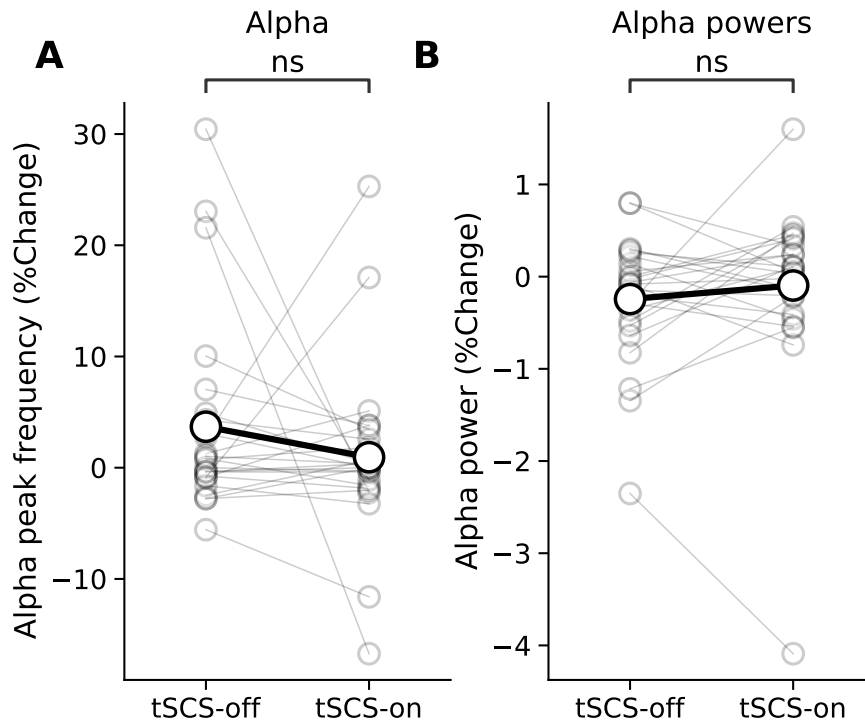 A
Alpha
ns
Alpha peak frequency (%Change)
30
20
10
0
−10
tSCS-off
tSCS-on
B
Alpha powers
ns
Alpha power (%Change)
1
0
−1
−2
−3
−4
tSCS-off
tSCS-on